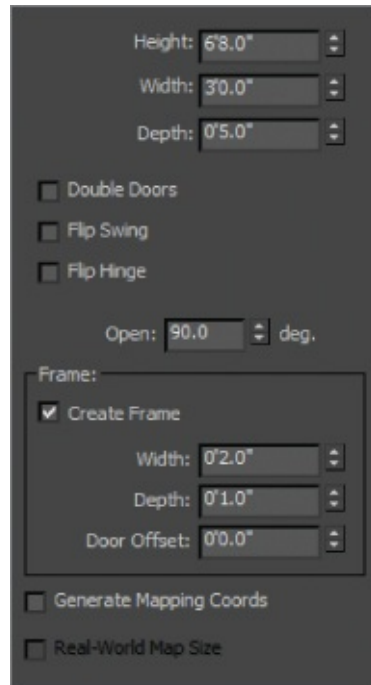 Height: 6'8.0"
Width: 3'0.0"
Depth: 0'5.0"
Double Doors
Flip Swing
Flip Hinge
Open: 90.0 deg.
Frame:
Create Frame
Width: 0'2.0"
Depth: 0'1.0"
Door Offset: 0'0.0"
Generate Mapping Coords
Real-World Map Size